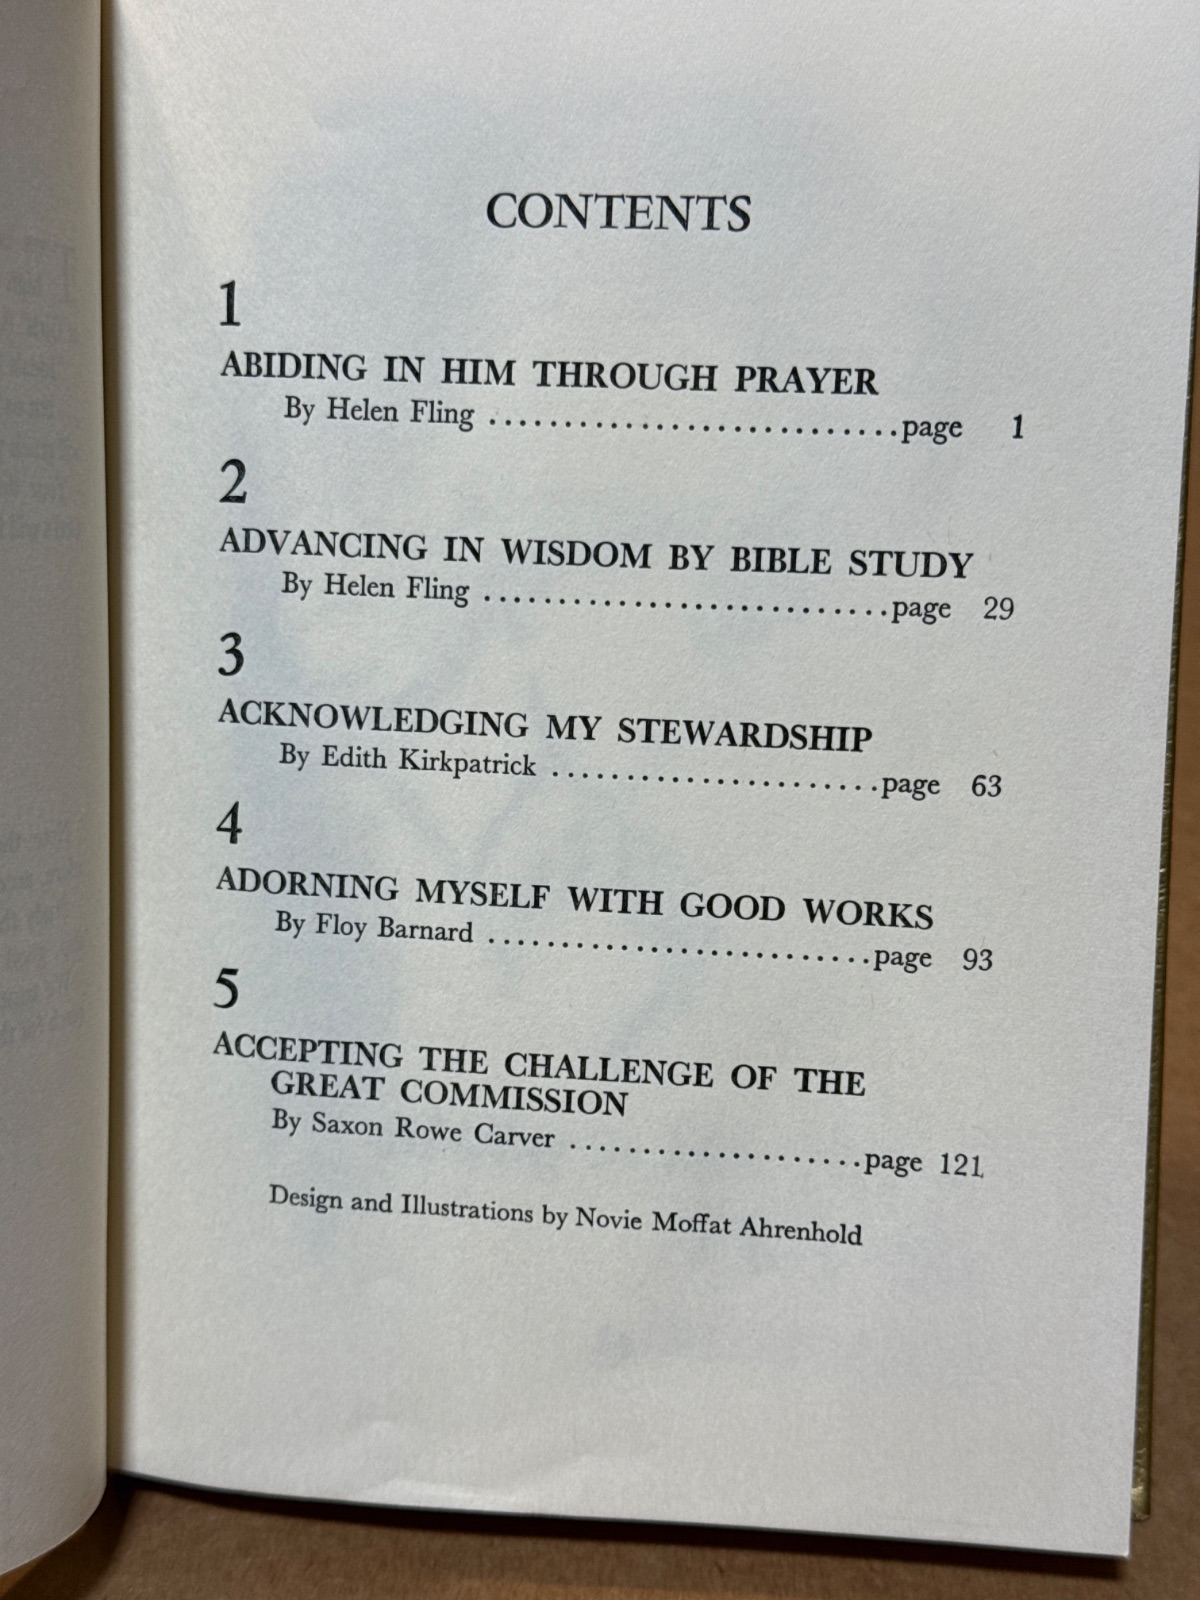 CONTENTS
1
ABIDING IN HIM THROUGH PRAYER
By Helen Fling ............................page 1
2
ADVANCING IN WISDOM BY BIBLE STUDY
By Helen Fling ............................page 29
3
ACKNOWLEDGING MY STEWARDSHIP
By Edith Kirkpatrick ......................page 63
4
ADORNING MYSELF WITH GOOD WORKS
By Floy Barnard ..........................page 93
5
ACCEPTING THE CHALLENGE OF THE
GREAT COMMISSION
By Saxon Rowe Carver ....................page 121
Design and Illustrations by Novie Moffat Ahrenhold